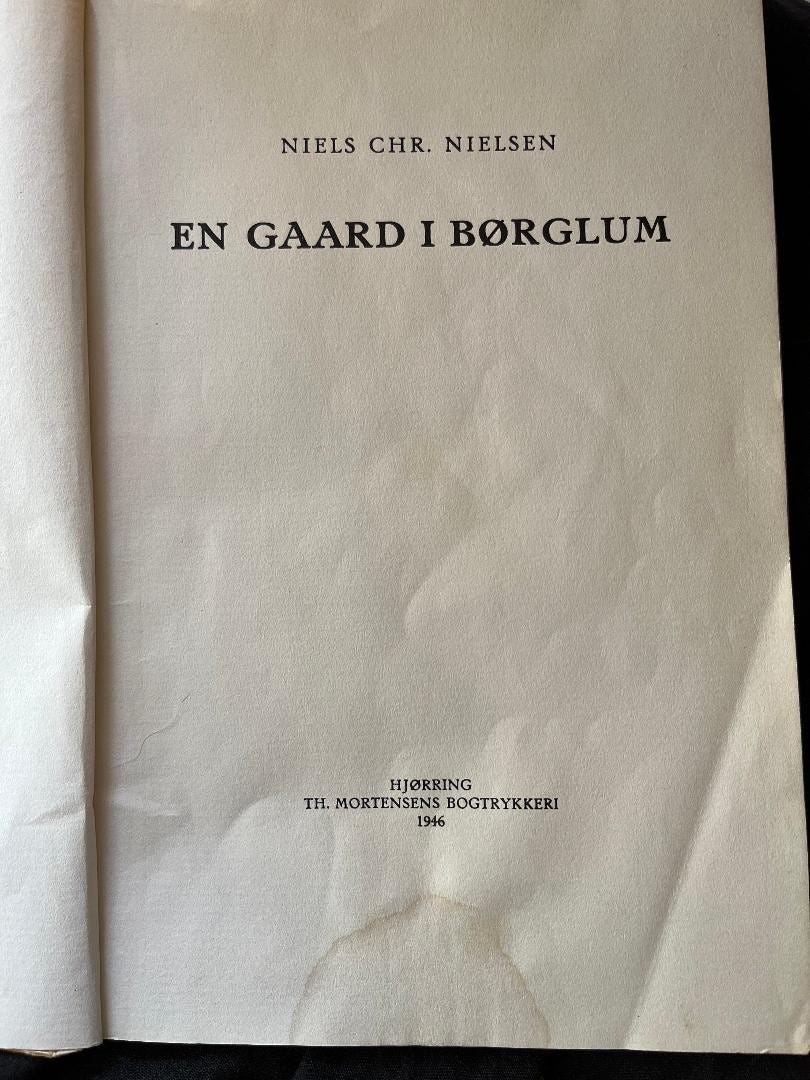 NIELS CHR. NIELSEN
EN GAARD I BØRGLUM
HJØRRING
TH. MORTENSENS BOGTRYKKERI
1946